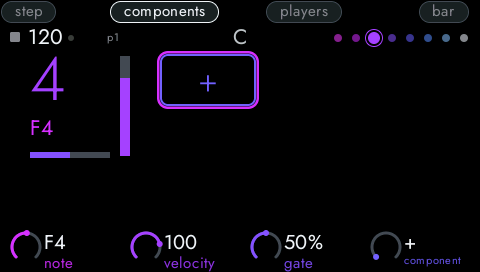 step components players bar
120 p1 C
4
+
F4
F4 100 50% +
note velocity gate component